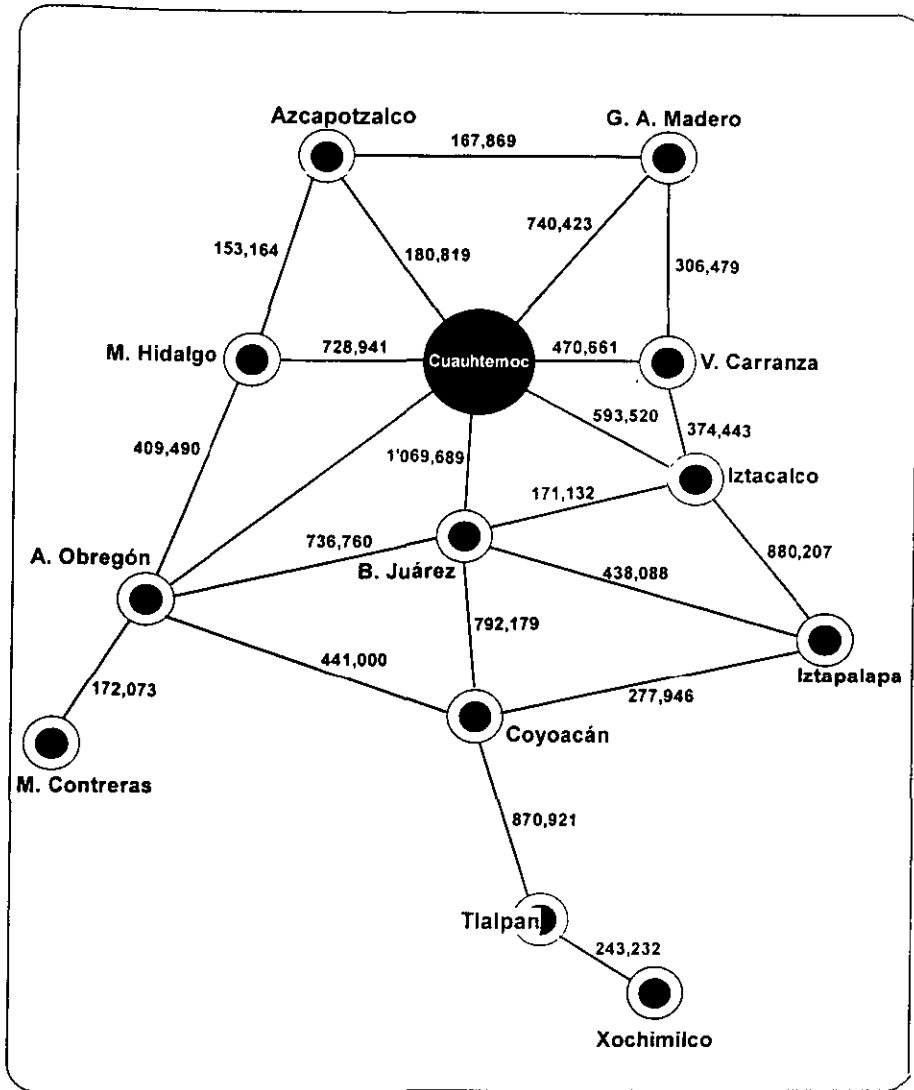 Azcapotzalco
G. A. Madero
167,869
740,423
153,164
180,819
306,479
M. Hidalgo
728,941
Cuauhtemoc
470,661
V. Carranza
593,520
374,443
409,490
1'069,689
Iztacalco
171,132
736,760
A. Obregón
B. Juárez
438,088
880,207
792,179
441,000
277,946
Iztapalapa
172,073
Coyoacán
M. Contreras
870,921
Tlalpan
243,232
Xochimilco